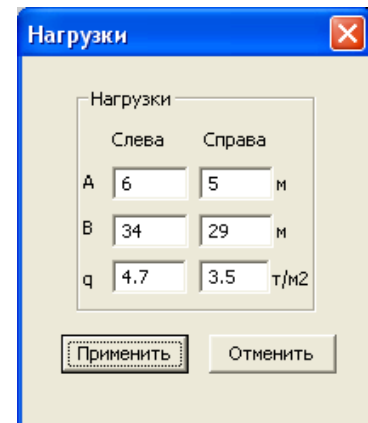 Нагрузки
Нагрузки
Слева Справа
A 6 5 м
B 34 29 м
q 4.7 3.5 т/м2
Применить Отменить